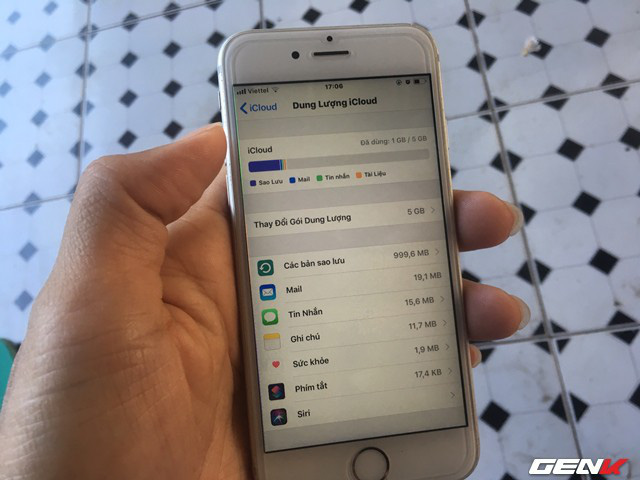 Viettel 17:06
iCloud Dung Lượng iCloud
iCloud Đã dùng: 1 GB / 5 GB
Sao Lưu Mail Tin nhắn Tài Liệu
Thay Đổi Gói Dung Lượng 5 GB
Các bản sao lưu 999,6 MB
Mail 19,1 MB
Tin Nhắn 15,6 MB
Ghi chú 11,7 MB
Sức khỏe 1,9 MB
Phím tắt 17,4 KB
Siri
GENK